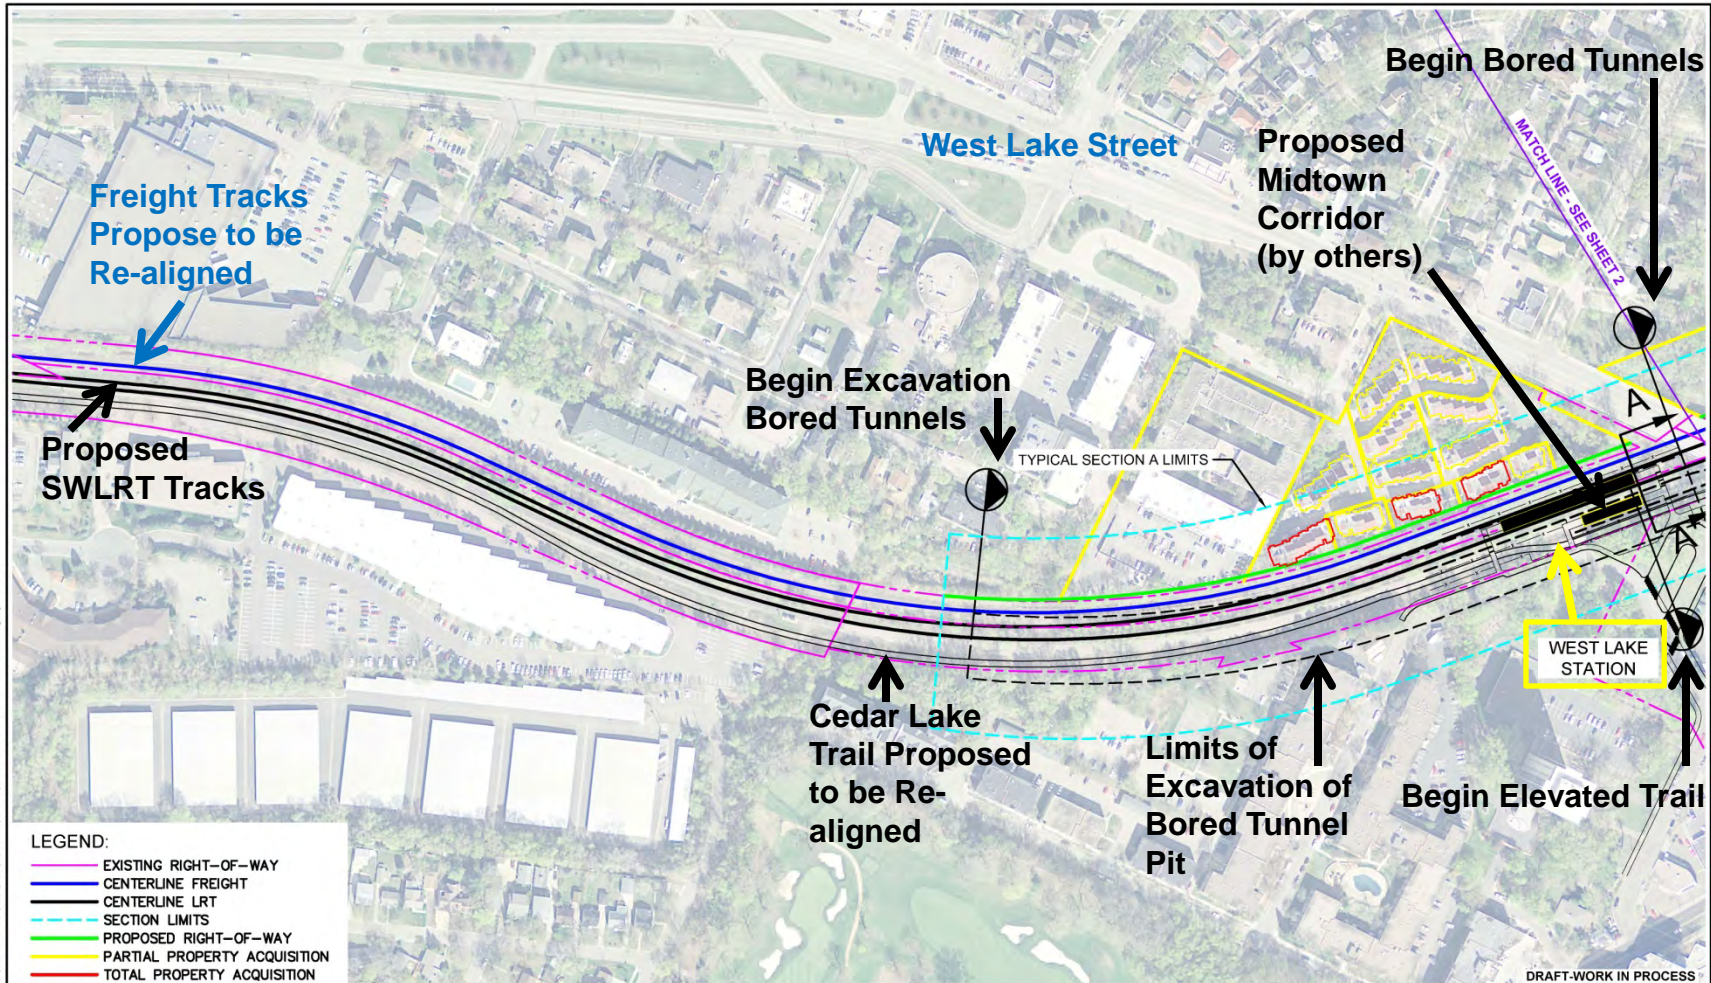 Begin Bored Tunnels
West Lake Street
Proposed
Midtown
Corridor
(by others)
MATCH LINE - SEE SHEET 2
Freight Tracks
Propose to be
Re-aligned
Begin Excavation
Bored Tunnels
TYPICAL SECTION A LIMITS
A
A
Proposed
SWLRT Tracks
WEST LAKE
STATION
Cedar Lake
Trail Proposed
to be Re-
aligned
Limits of
Excavation of
Bored Tunnel
Pit
Begin Elevated Trail
LEGEND:
EXISTING RIGHT-OF-WAY
CENTERLINE FREIGHT
CENTERLINE LRT
SECTION LIMITS
PROPOSED RIGHT-OF-WAY
PARTIAL PROPERTY ACQUISITION
TOTAL PROPERTY ACQUISITION
DRAFT-WORK IN PROCESS